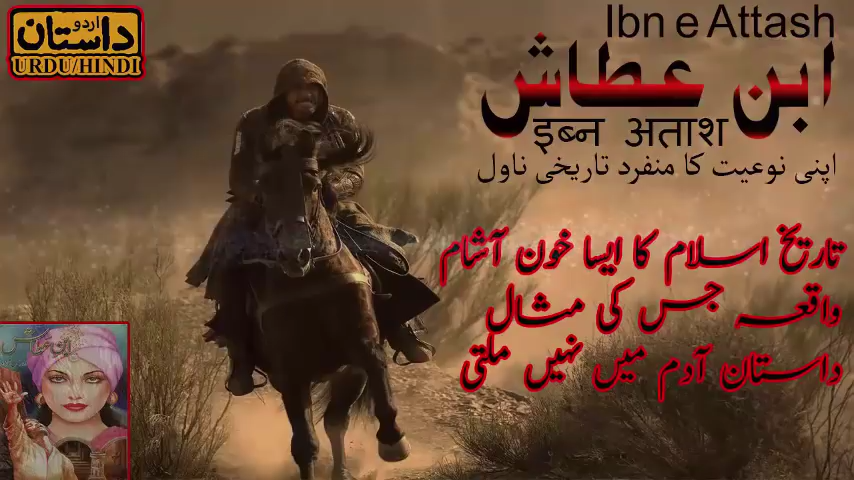 اردو
داستان
URDU/HINDI
Ibn e Attash
ابن عطاش
इब्न अताश
اپنی نوعیت کا منفرد تاریخی ناول
تاریخ اسلام کا ایسا خون آشام
واقعہ جس کی مثال
داستان آدم میں نہیں ملتی